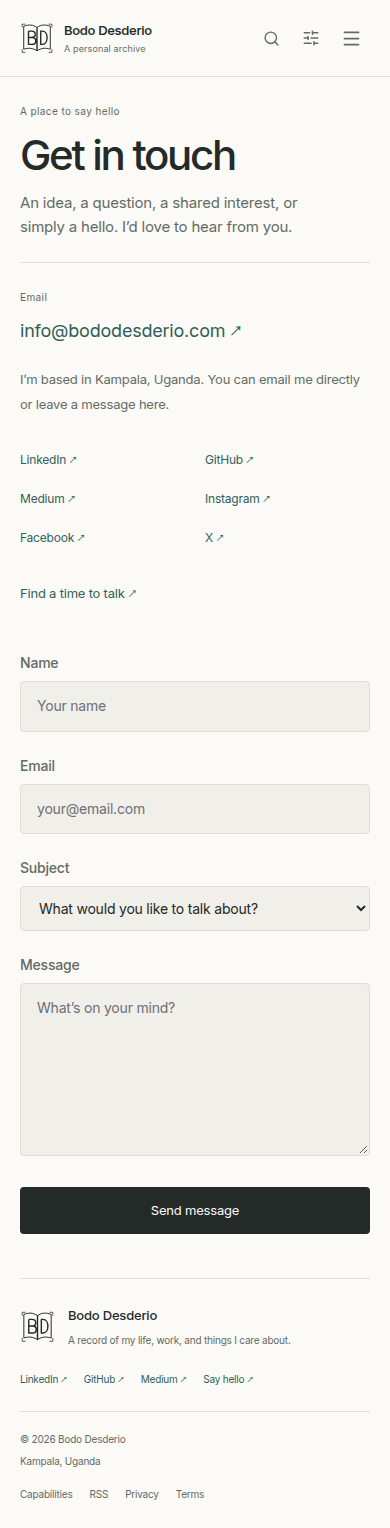 BD
Bodo Desderio
A personal archive
A place to say hello
Get in touch
An idea, a question, a shared interest, or
simply a hello. I’d love to hear from you.
Email
info@bododesderio.com ↗
I’m based in Kampala, Uganda. You can email me directly
or leave a message here.
LinkedIn ↗ GitHub ↗
Medium ↗ Instagram ↗
Facebook ↗ X ↗
Find a time to talk ↗
Name
Your name
Email
your@email.com
Subject
What would you like to talk about?
Message
What’s on your mind?
Send message
BD
Bodo Desderio
A record of my life, work, and things I care about.
LinkedIn ↗ GitHub ↗ Medium ↗ Say hello ↗
© 2026 Bodo Desderio
Kampala, Uganda
Capabilities RSS Privacy Terms